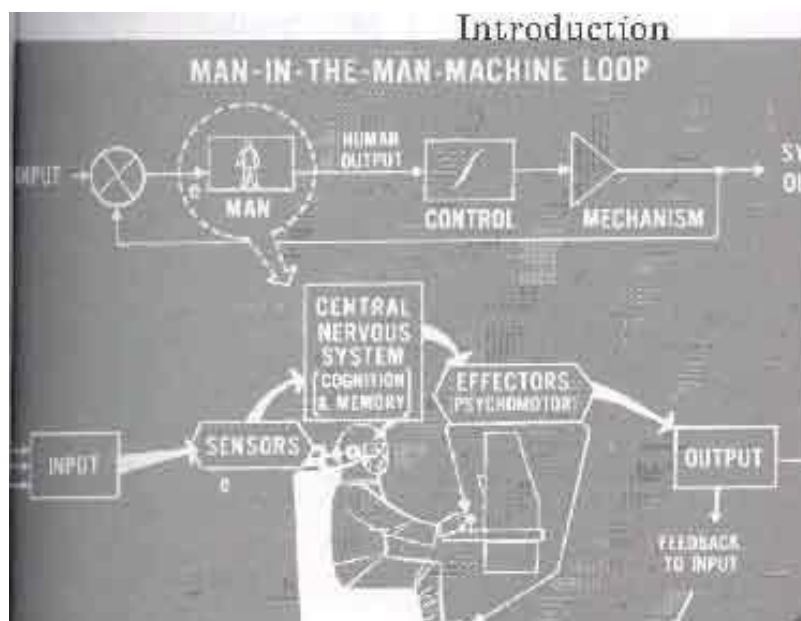 Introduction
MAN-IN-THE-MAN-MACHINE LOOP
INPUT
e
MAN
HUMAN
OUTPUT
CONTROL
MECHANISM
SY
CENTRAL
NERVOUS
SYSTEM
(COGNITION
& MEMORY)
EFFECTORS
PSYCHOMOTOR
INPUT
SENSORS
e
OUTPUT
FEEDBACK
TO INPUT